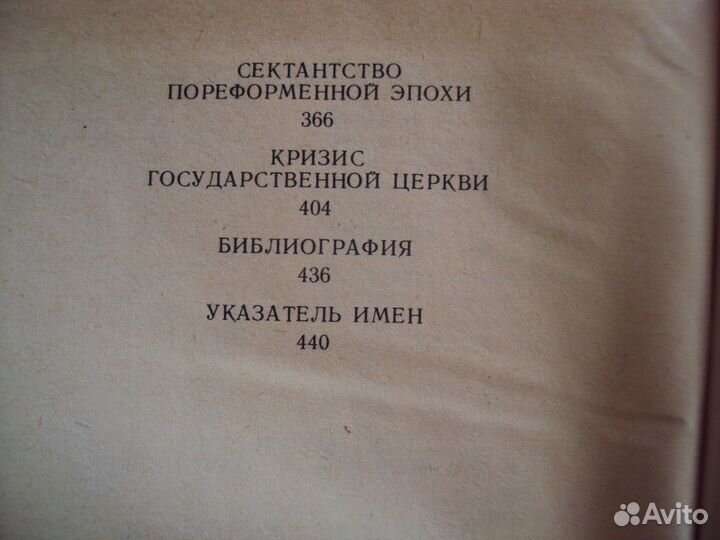 СЕКТАНТСТВО
ПОРЕФОРМЕННОЙ ЭПОХИ
366
КРИЗИС
ГОСУДАРСТВЕННОЙ ЦЕРКВИ
404
БИБЛИОГРАФИЯ
436
УКАЗАТЕЛЬ ИМЕН
440
Avito